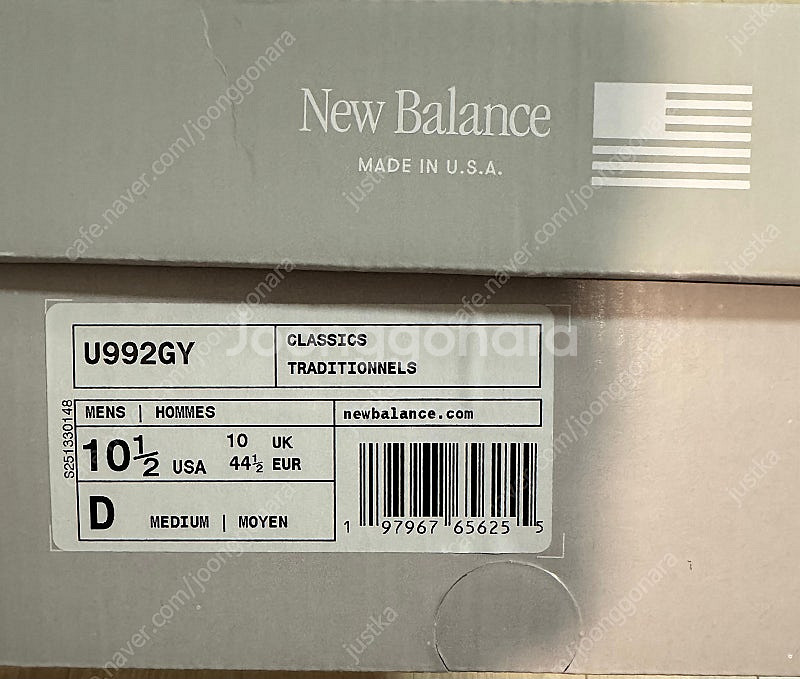 New Balance
MADE IN U.S.A.
U992GY
CLASSICS
TRADITIONNELS
MENS | HOMMES
newbalance.com
S251330148
10½ USA
10 UK
44½ EUR
D MEDIUM | MOYEN
1 97967 65625 5
Joonggonara
cafe.naver.com/joonggonara
justka